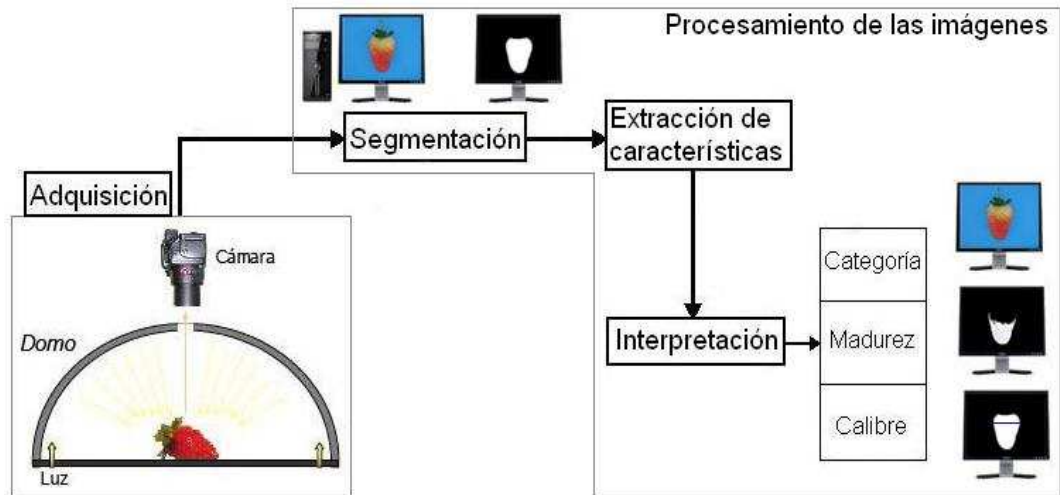 Procesamiento de las imágenes
Segmentación
Extracción de
características
Adquisición
Cámara
Domo
Luz
Interpretación
Categoría
Madurez
Calibre